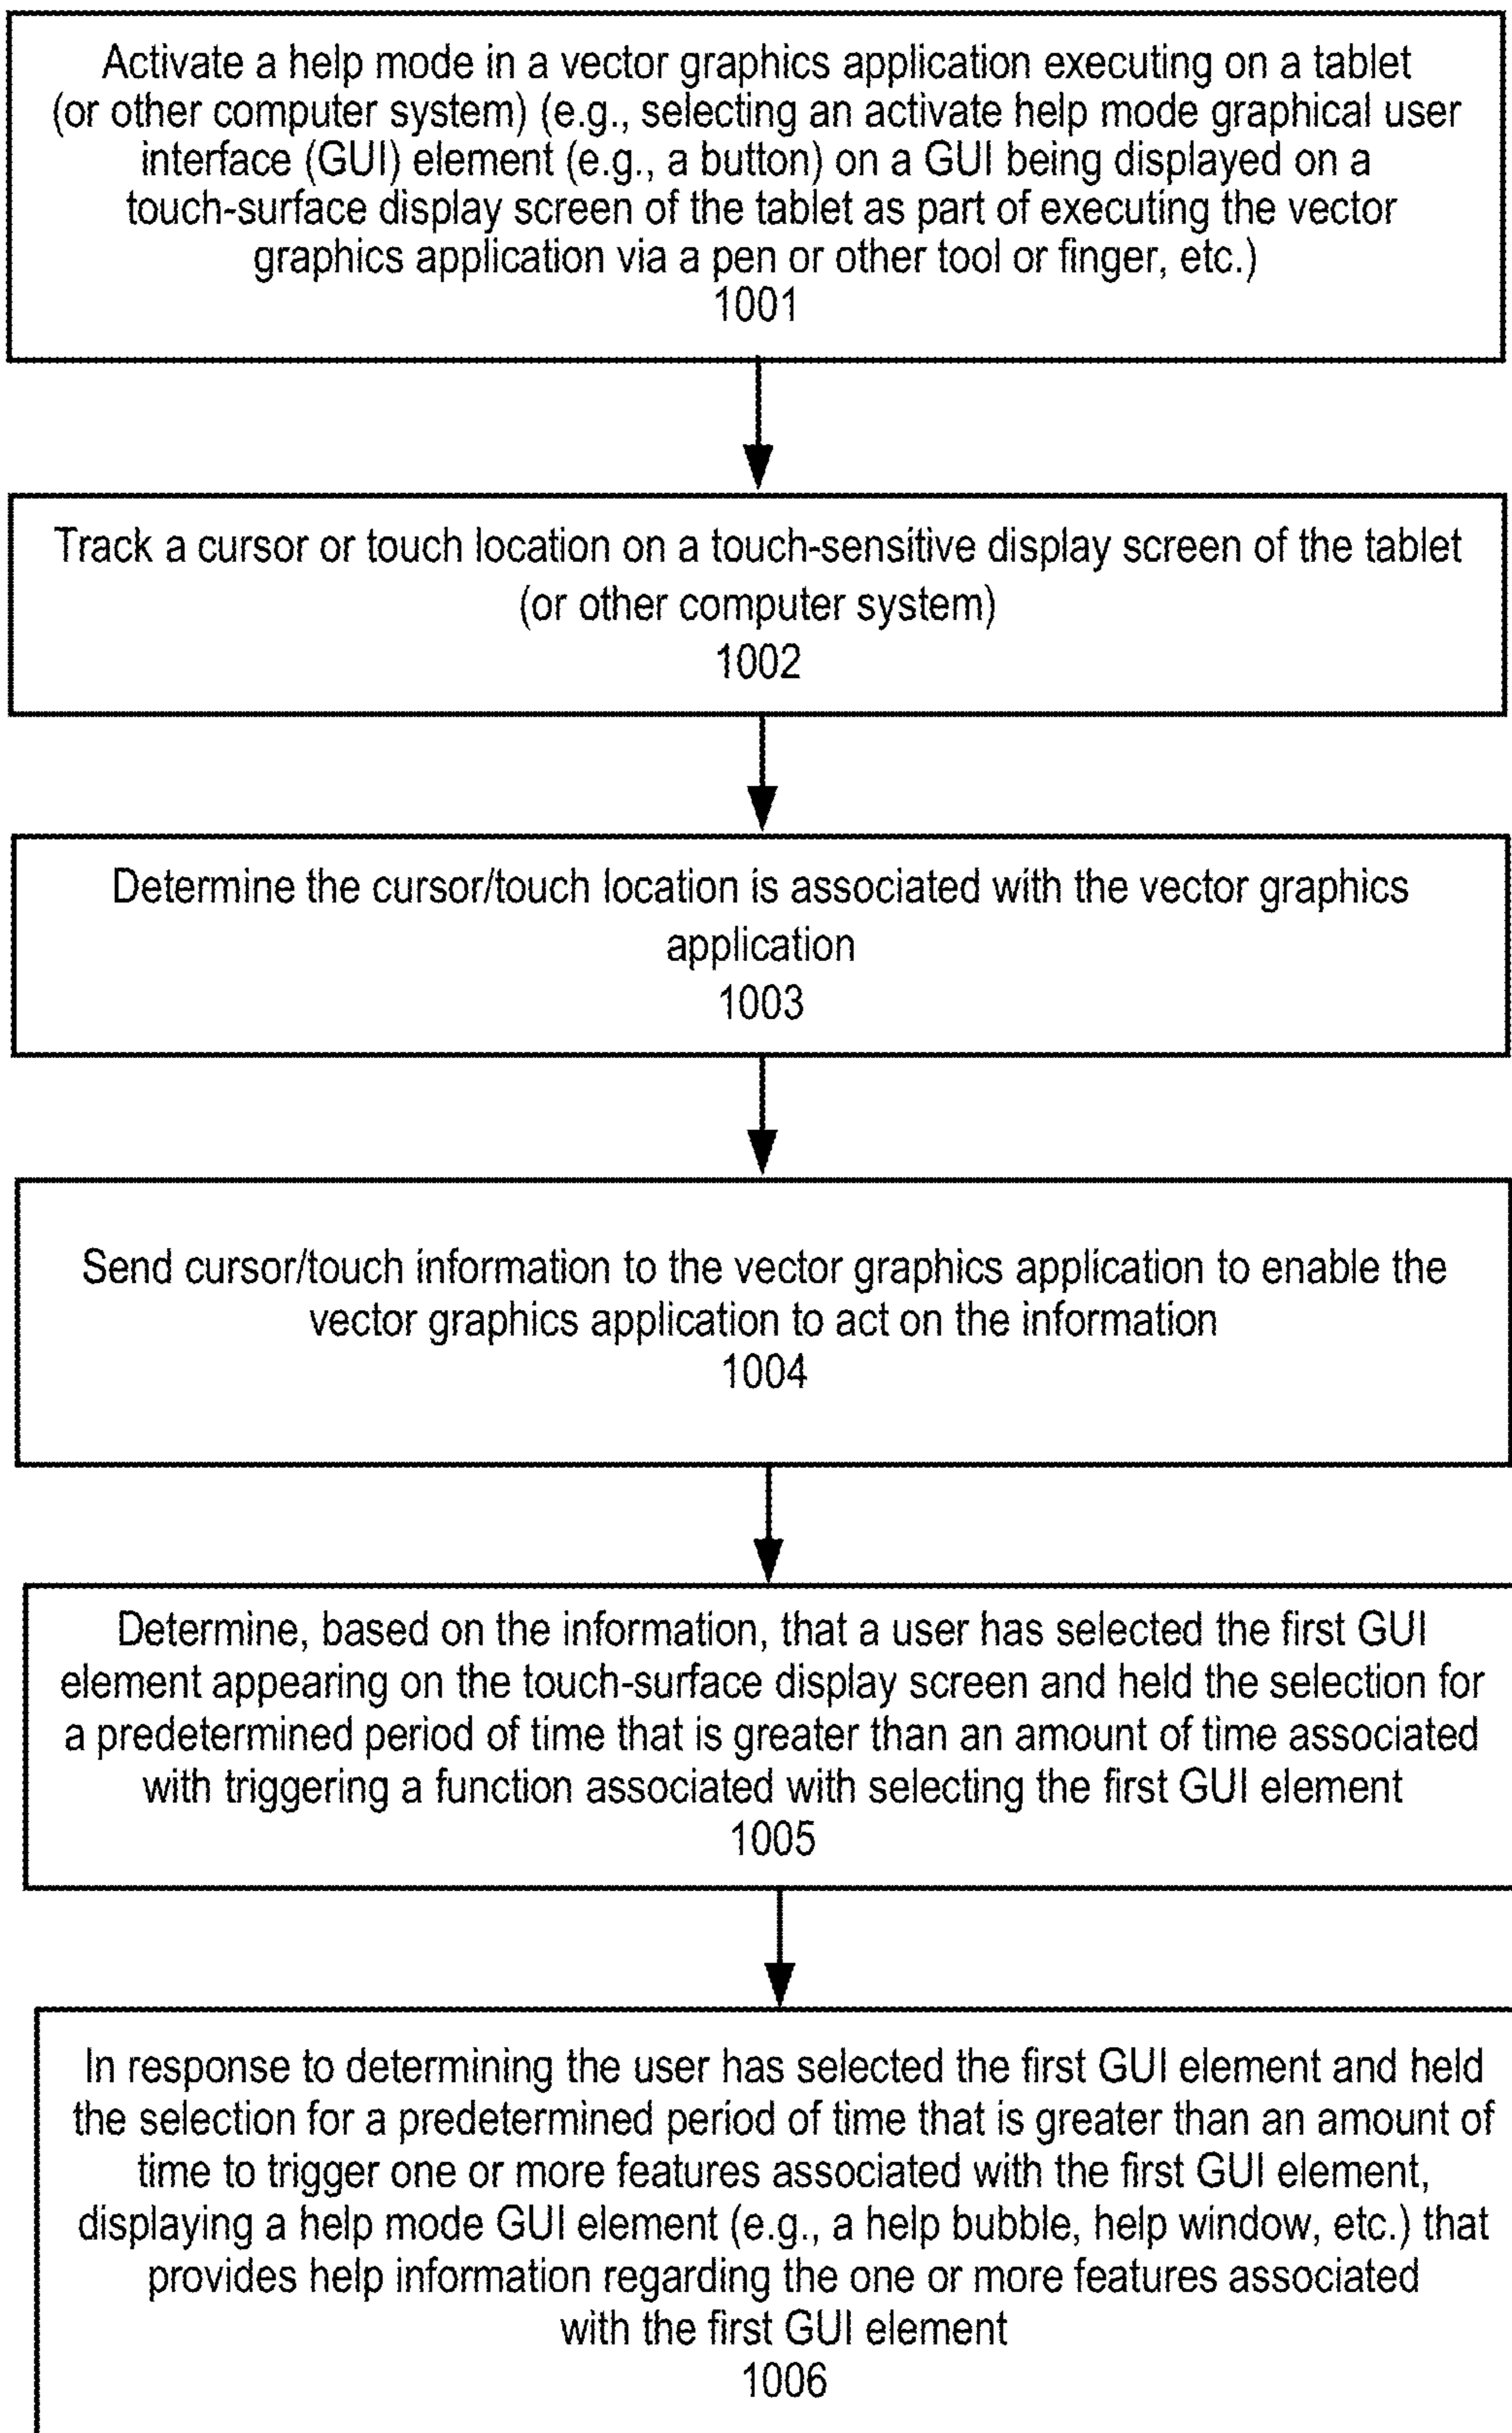 Activate a help mode in a vector graphics application executing on a tablet
(or other computer system) (e.g., selecting an activate help mode graphical user
interface (GUI) element (e.g., a button) on a GUI being displayed on a
touch-surface display screen of the tablet as part of executing the vector
graphics application via a pen or other tool or finger, etc.)
1001
Track a cursor or touch location on a touch-sensitive display screen of the tablet
(or other computer system)
1002
Determine the cursor/touch location is associated with the vector graphics
application
1003
Send cursor/touch information to the vector graphics application to enable the
vector graphics application to act on the information
1004
Determine, based on the information, that a user has selected the first GUI
element appearing on the touch-surface display screen and held the selection for
a predetermined period of time that is greater than an amount of time associated
with triggering a function associated with selecting the first GUI element
1005
In response to determining the user has selected the first GUI element and held
the selection for a predetermined period of time that is greater than an amount of
time to trigger one or more features associated with the first GUI element,
displaying a help mode GUI element (e.g., a help bubble, help window, etc.) that
provides help information regarding the one or more features associated
with the first GUI element
1006